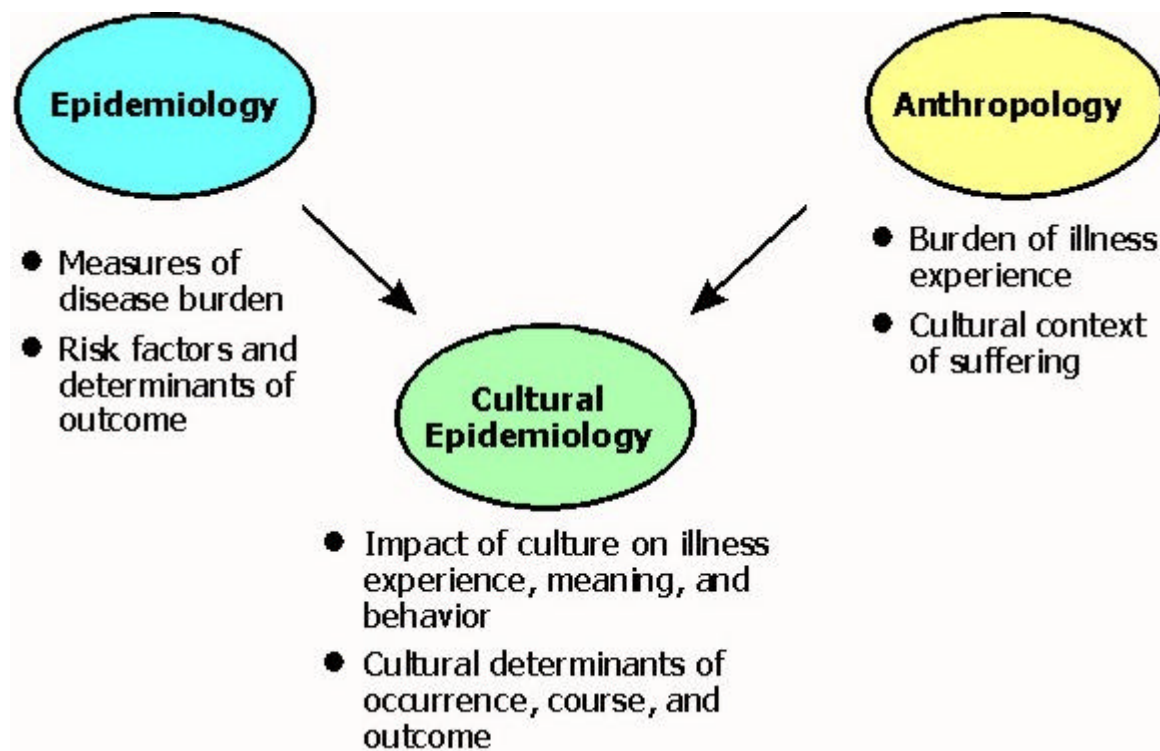 Epidemiology
● Measures of
disease burden
● Risk factors and
determinants of
outcome
Anthropology
● Burden of illness
experience
● Cultural context
of suffering
Cultural
Epidemiology
● Impact of culture on illness
experience, meaning, and
behavior
● Cultural determinants of
occurrence, course, and
outcome